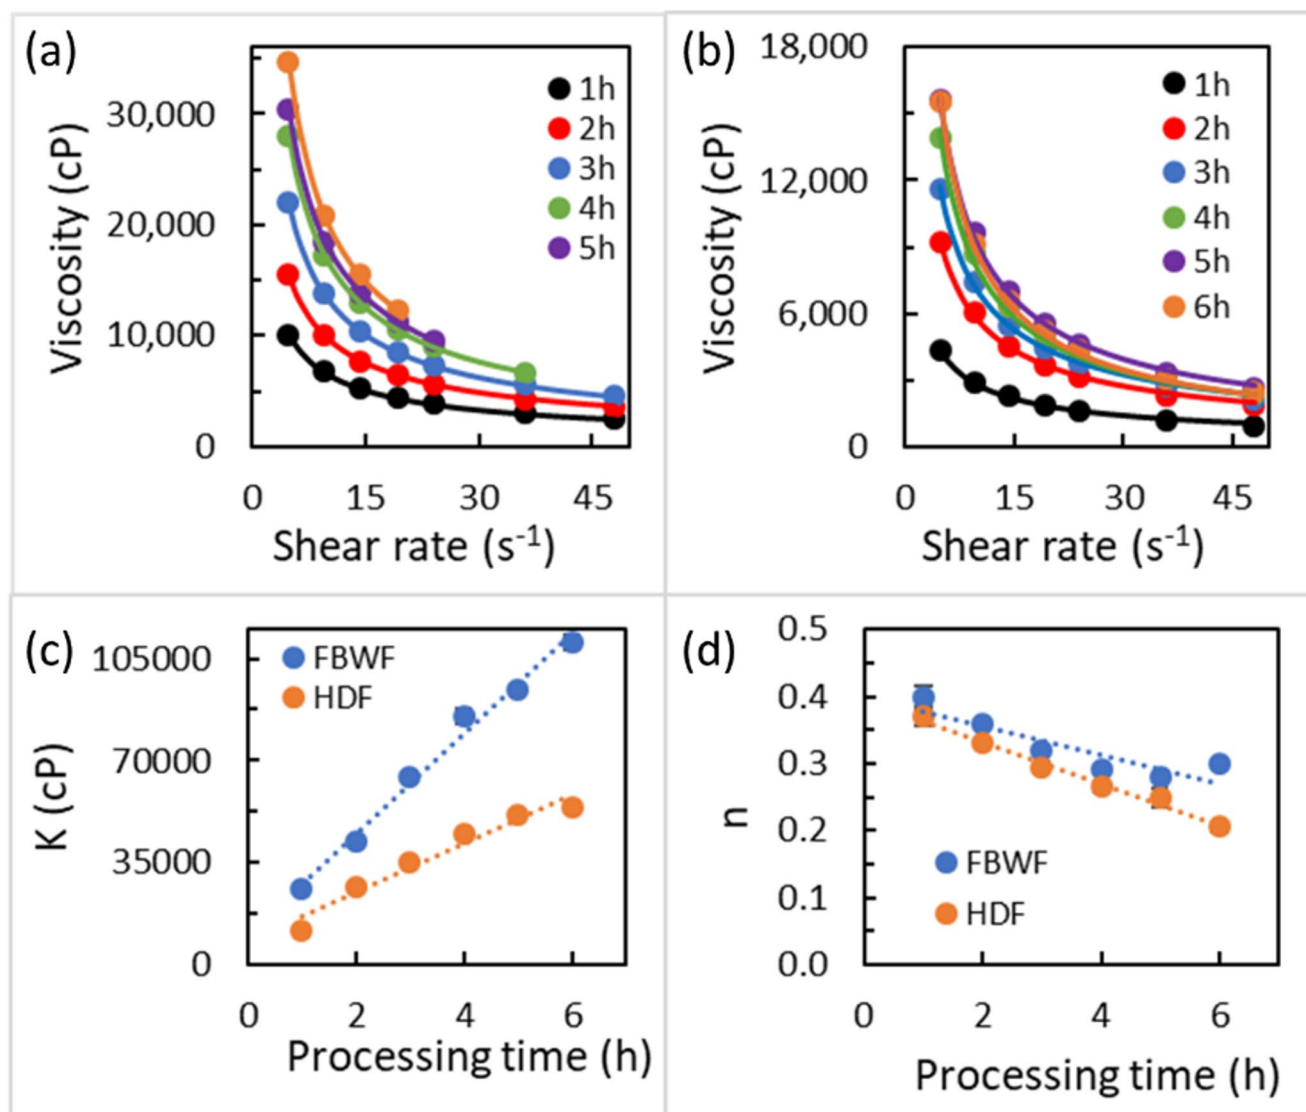 (a)
30,000
20,000
10,000
0
Viscosity (cP)
1h
2h
3h
4h
5h
0 15 30 45
Shear rate (s-1)
(b)
18,000
12,000
6,000
0
Viscosity (cP)
1h
2h
3h
4h
5h
6h
0 15 30 45
Shear rate (s-1)
(c)
105000
70000
35000
0
K (cP)
FBWF
HDF
0 2 4 6
Processing time (h)
(d)
0.5
0.4
0.3
0.2
0.1
0.0
n
FBWF
HDF
0 2 4 6
Processing time (h)